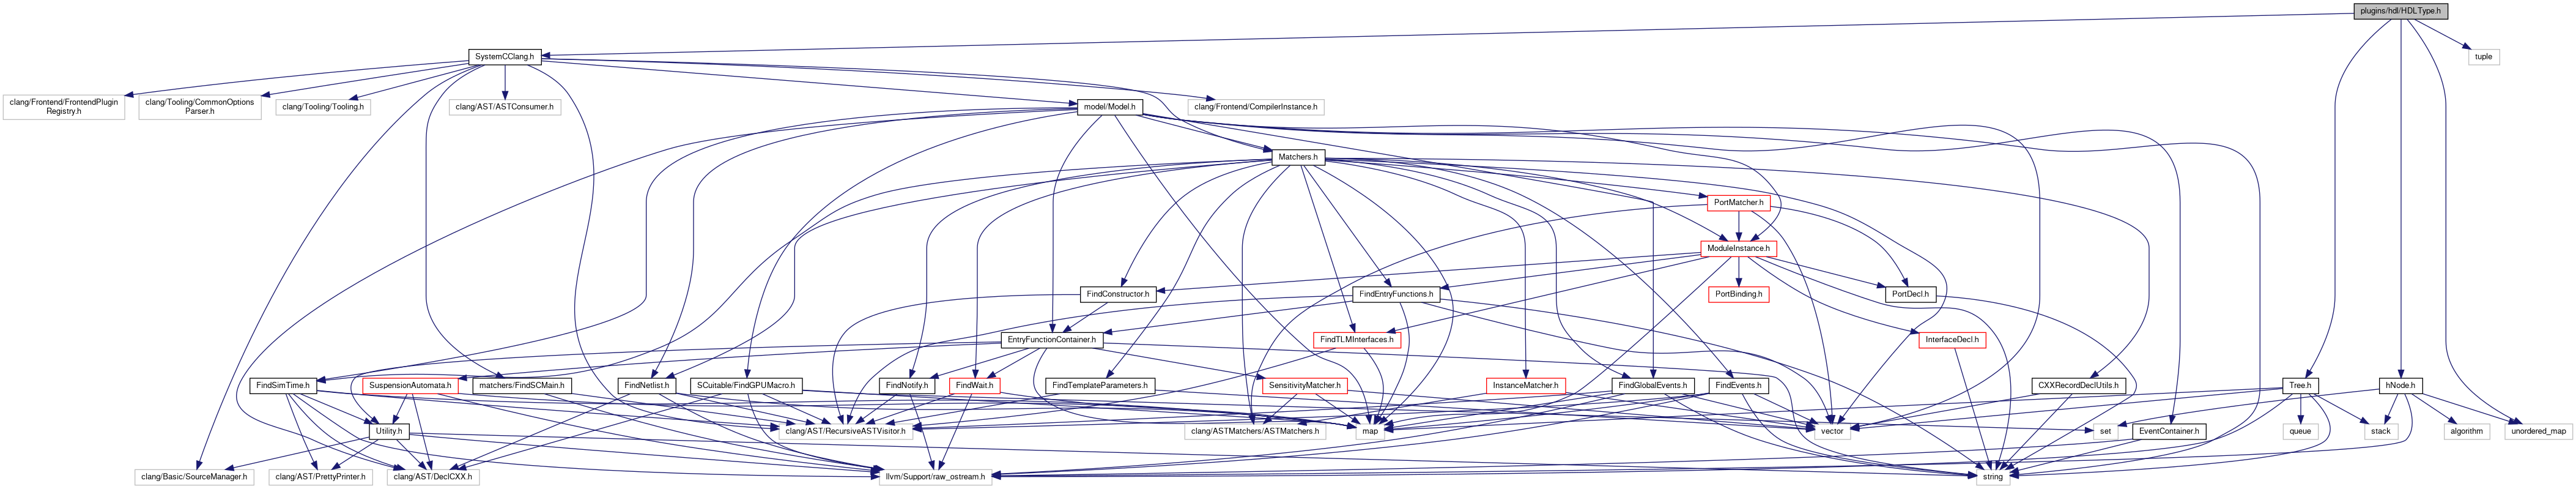 plugins/hdl/HDLType.h
SystemCClang.h
tuple
clang/Frontend/FrontendPlugin
Registry.h
clang/Tooling/CommonOptions
Parser.h
clang/Tooling/Tooling.h
clang/AST/ASTConsumer.h
model/Model.h
clang/Frontend/CompilerInstance.h
Matchers.h
PortMatcher.h
ModuleInstance.h
FindConstructor.h
FindEntryFunctions.h
PortBinding.h
PortDecl.h
EntryFunctionContainer.h
FindTLMInterfaces.h
InterfaceDecl.h
FindSimTime.h
SuspensionAutomata.h
matchers/FindSCMain.h
FindNetlist.h
SCuitable/FindGPUMacro.h
FindNotify.h
FindWait.h
FindTemplateParameters.h
SensitivityMatcher.h
InstanceMatcher.h
FindGlobalEvents.h
FindEvents.h
CXXRecordDeclUtils.h
Tree.h
hNode.h
Utility.h
clang/AST/RecursiveASTVisitor.h
clang/ASTMatchers/ASTMatchers.h
map
vector
set
EventContainer.h
queue
stack
algorithm
unordered_map
clang/Basic/SourceManager.h
clang/AST/PrettyPrinter.h
clang/AST/DeclCXX.h
llvm/Support/raw_ostream.h
string